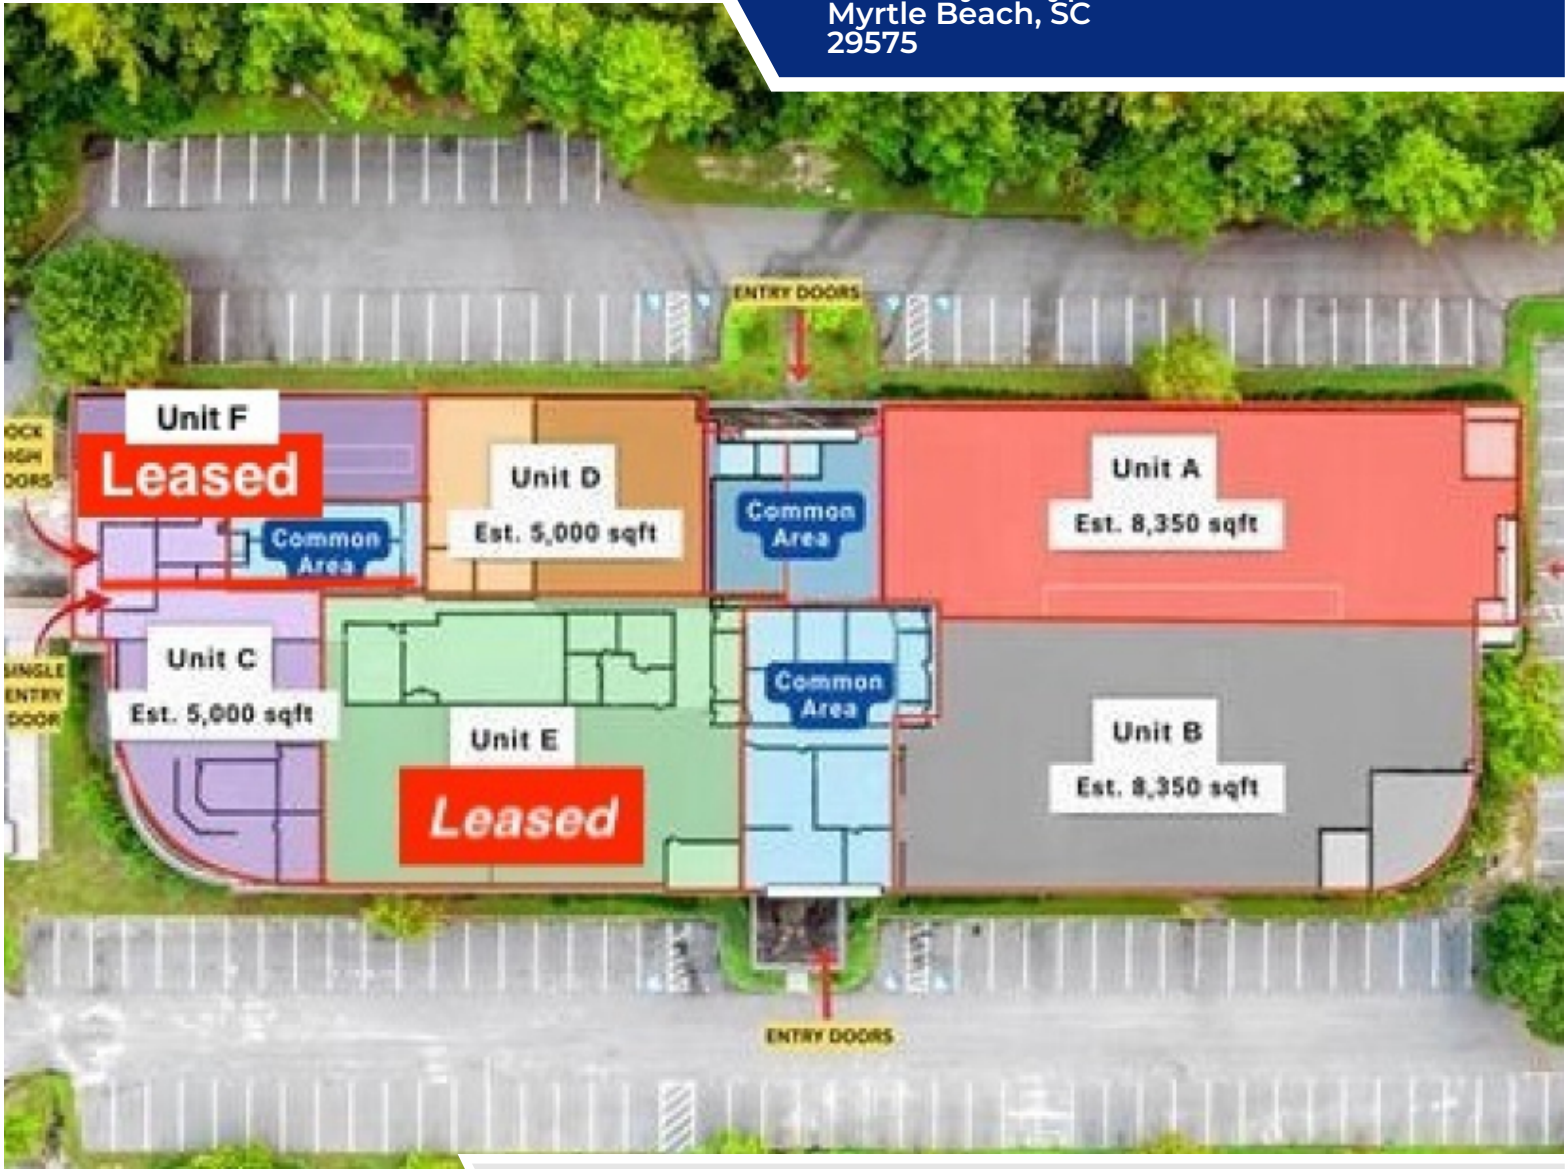 Myrtle Beach, SC
29575
ENTRY DOORS
Unit F
Leased
Unit D
Est. 5,000 sqft
Common
Area
Unit A
Est. 8,350 sqft
Common
Area
Unit C
Est. 5,000 sqft
Unit E
Leased
Common
Area
Unit B
Est. 8,350 sqft
ENTRY
ENTRY DOORS